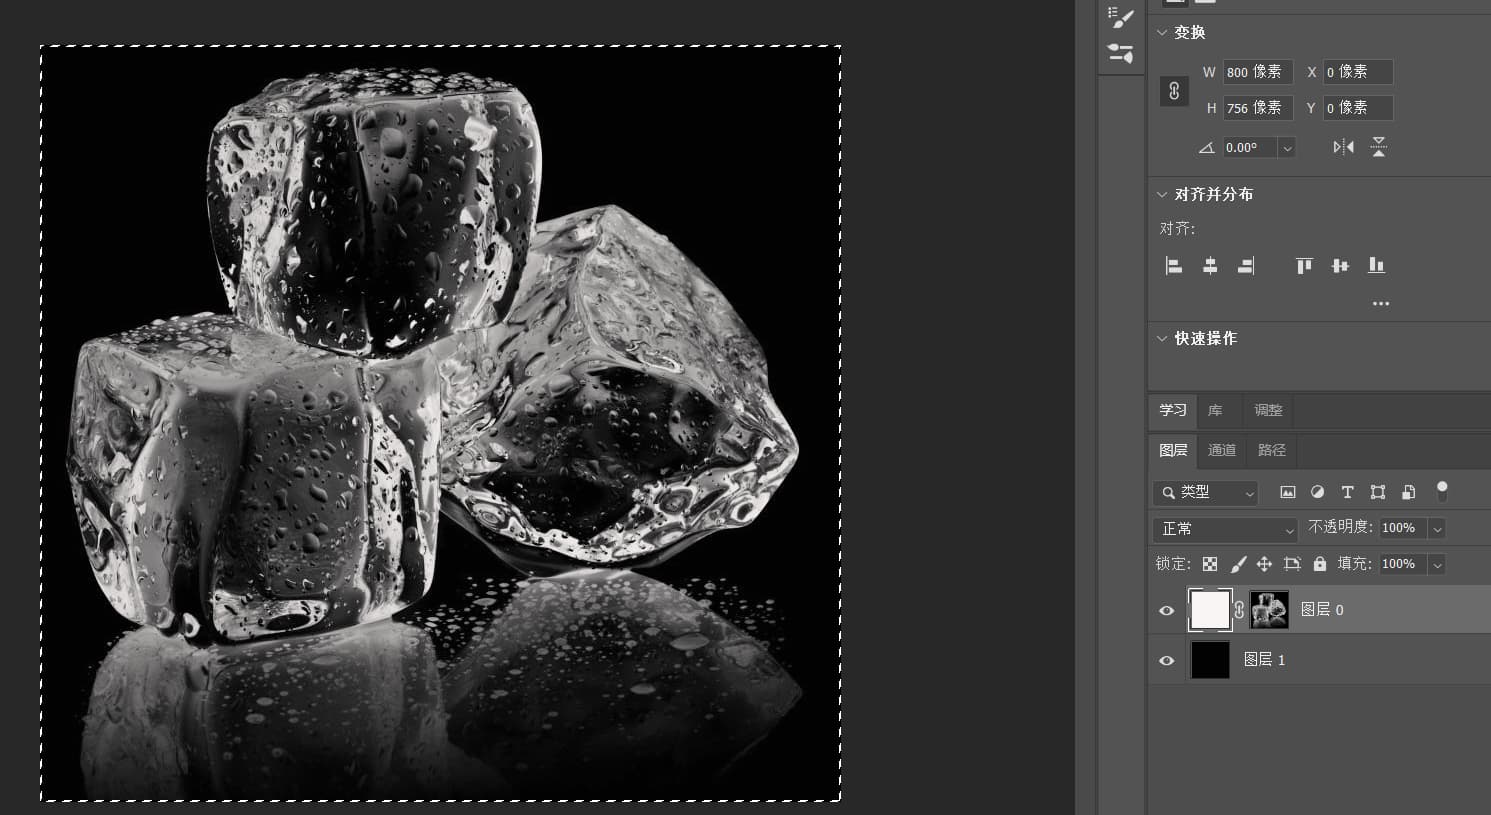 变换
W 800 像素 X 0 像素
H 756 像素 Y 0 像素
0.00°
对齐并分布
对齐:
快速操作
学习 库 调整
图层 通道 路径
类型
正常 不透明度: 100%
锁定: 填充: 100%
图层 0
图层 1